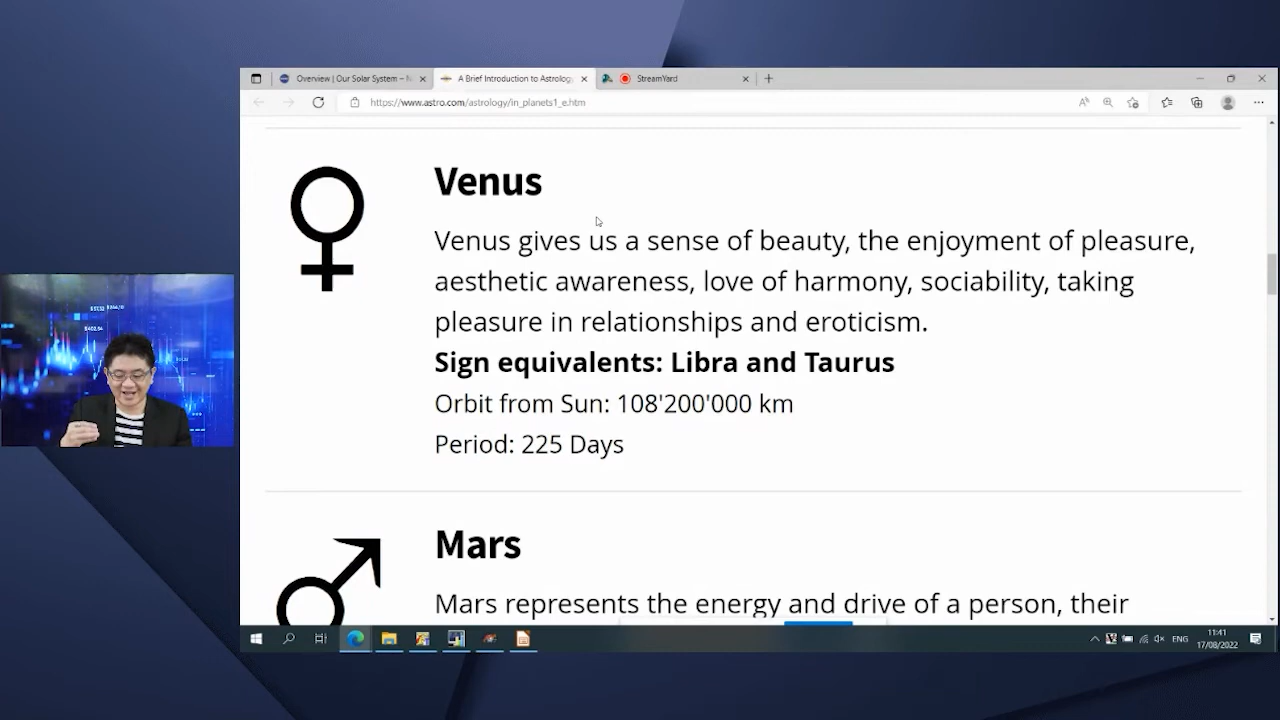 Overview | Our Solar System –
A Brief Introduction to Astrology
StreamYard
https://www.astro.com/astrology/in_planets1_e.htm
Venus
Venus gives us a sense of beauty, the enjoyment of pleasure,
aesthetic awareness, love of harmony, sociability, taking
pleasure in relationships and eroticism.
Sign equivalents: Libra and Taurus
Orbit from Sun: 108'200'000 km
Period: 225 Days
Mars
Mars represents the energy and drive of a person, their
ENG
11:41
17/08/2022